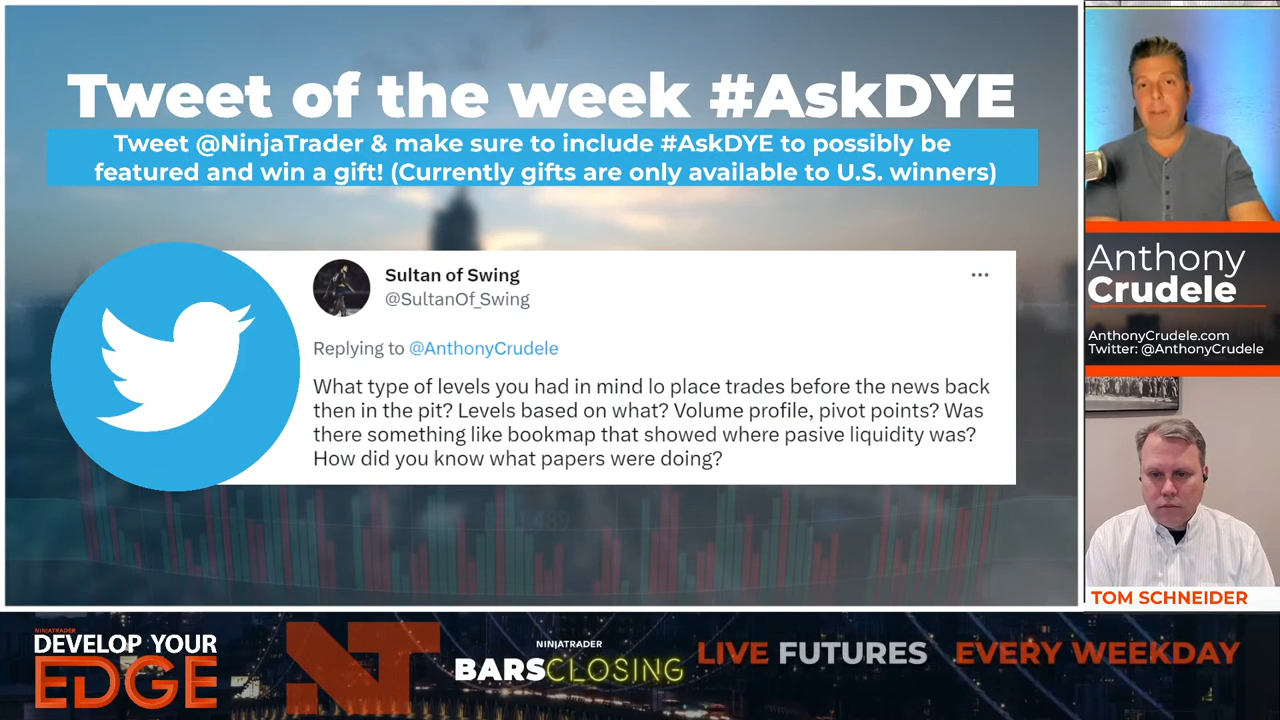 Tweet of the week #AskDYE
Tweet @NinjaTrader & make sure to include #AskDYE to possibly be
featured and win a gift! (Currently gifts are only available to U.S. winners)
Sultan of Swing
@SultanOf_Swing
...
Replying to @AnthonyCrudele
What type of levels you had in mind lo place trades before the news back
then in the pit? Levels based on what? Volume profile, pivot points? Was
there something like bookmap that showed where pasive liquidity was?
How did you know what papers were doing?
Anthony
Crudele
AnthonyCrudele.com
Twitter: @AnthonyCrudele
TOM SCHNEIDER
NINJATRADER
DEVELOP YOUR
EDGE
NT
NINJATRADER
BARSCLOSING
LIVE FUTURES
EVERY WEEKDAY